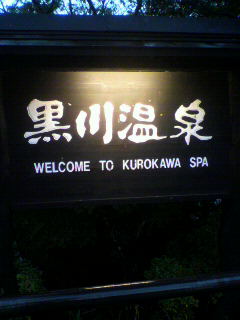 黒川温泉
WELCOME TO KUROKAWA SPA